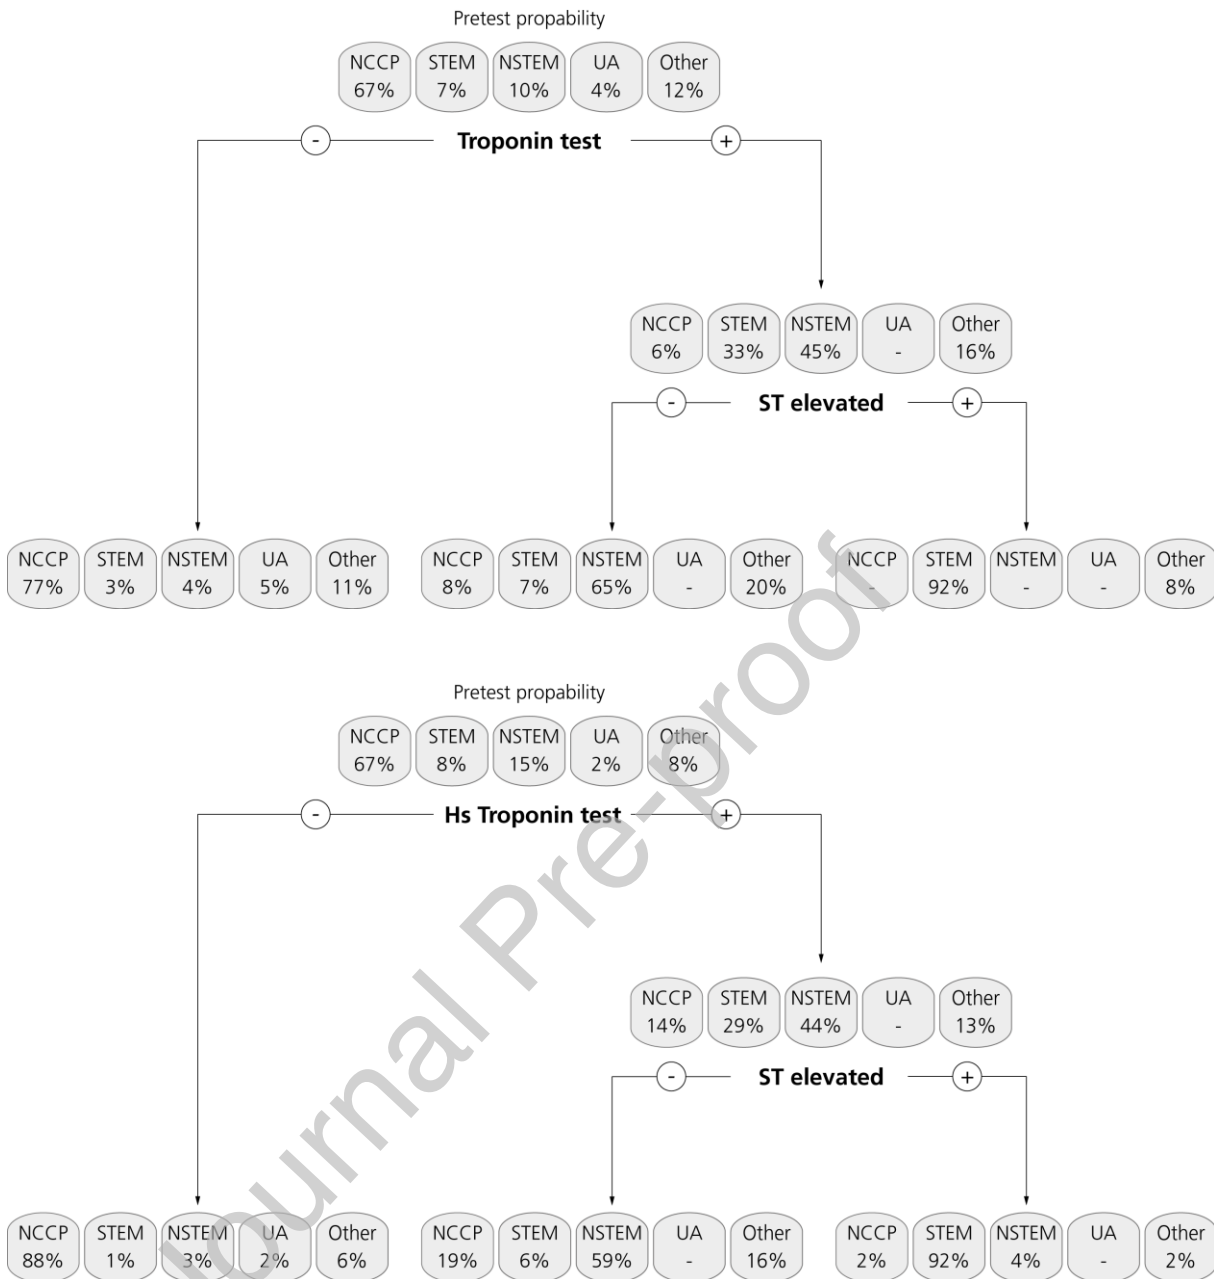 Pretest propability
NCCP STEM NSTEM UA Other
67% 7% 10% 4% 12%
- Troponin test +
NCCP STEM NSTEM UA Other
6% 33% 45% - 16%
- ST elevated +
NCCP STEM NSTEM UA Other NCCP STEM NSTEM UA Other NCCP STEM NSTEM UA Other
77% 3% 4% 5% 11% 8% 7% 65% - 20% - 92% - - 8%
Pretest propability
NCCP STEM NSTEM UA Other
67% 8% 15% 2% 8%
- Hs Troponin test +
NCCP STEM NSTEM UA Other
14% 29% 44% - 13%
- ST elevated +
NCCP STEM NSTEM UA Other NCCP STEM NSTEM UA Other NCCP STEM NSTEM UA Other
88% 1% 3% 2% 6% 19% 6% 59% - 16% 2% 92% 4% - 2%
Journal Pre-proof